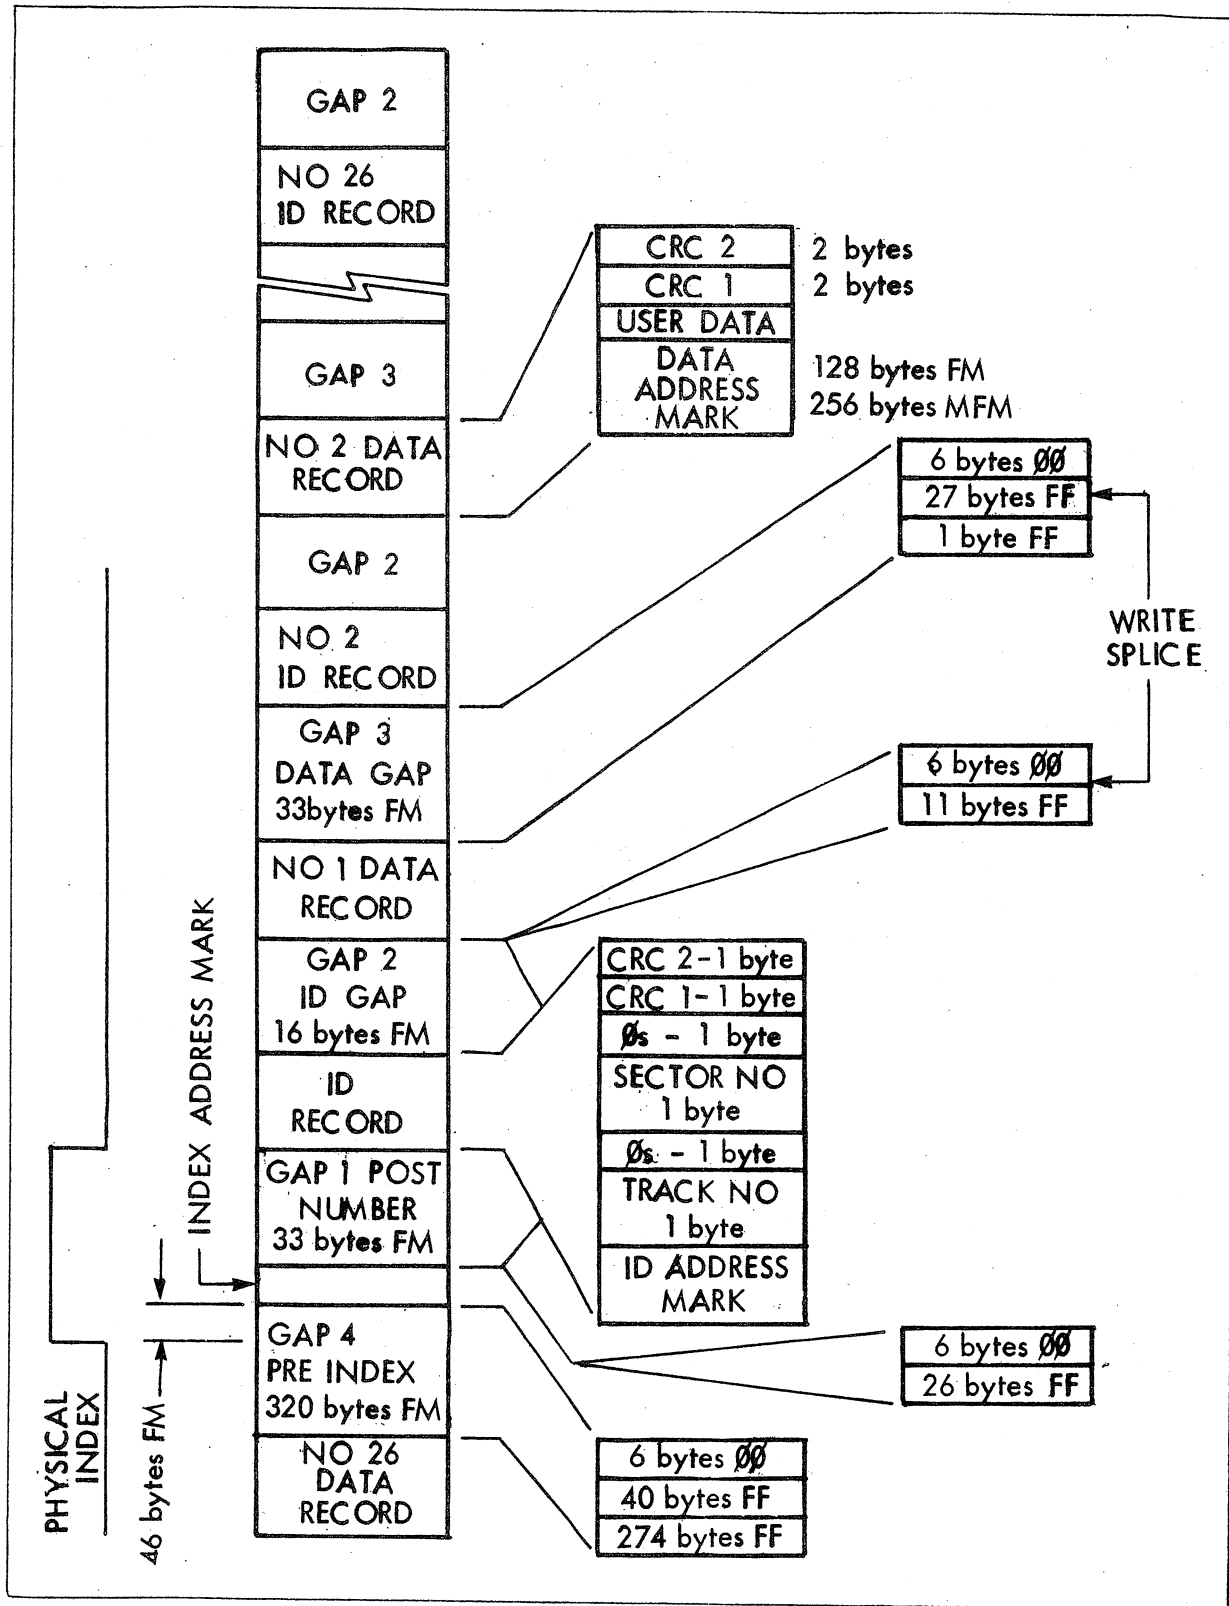 GAP 2
NO 26
ID RECORD
GAP 3
NO 2 DATA
RECORD
GAP 2
NO 2
ID RECORD
GAP 3
DATA GAP
33bytes FM
NO 1 DATA
RECORD
GAP 2
ID GAP
16 bytes FM
ID
RECORD
GAP 1 POST
NUMBER
33 bytes FM
GAP 4
PRE INDEX
320 bytes FM
NO 26
DATA
RECORD
CRC 2
2 bytes
CRC 1
2 bytes
USER DATA
DATA
ADDRESS
MARK
128 bytes FM
256 bytes MFM
6 bytes ØØ
27 bytes FF
1 byte FF
WRITE
SPLICE
6 bytes ØØ
11 bytes FF
CRC 2-1 byte
CRC 1-1 byte
Øs - 1 byte
SECTOR NO
1 byte
Øs - 1 byte
TRACK NO
1 byte
ID ADDRESS
MARK
6 bytes ØØ
26 bytes FF
6 bytes ØØ
40 bytes FF
274 bytes FF
INDEX ADDRESS MARK
PHYSICAL
INDEX
46 bytes FM